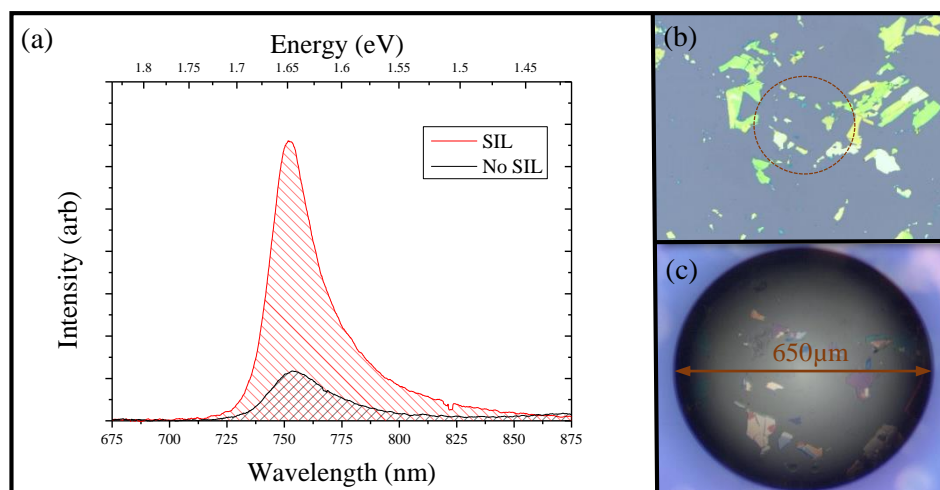 (a)
Energy (eV)
1.8 1.75 1.7 1.65 1.6 1.55 1.5 1.45
SIL
No SIL
Intensity (arb)
675 700 725 750 775 800 825 850 875
Wavelength (nm)
(b)
(c)
650µm